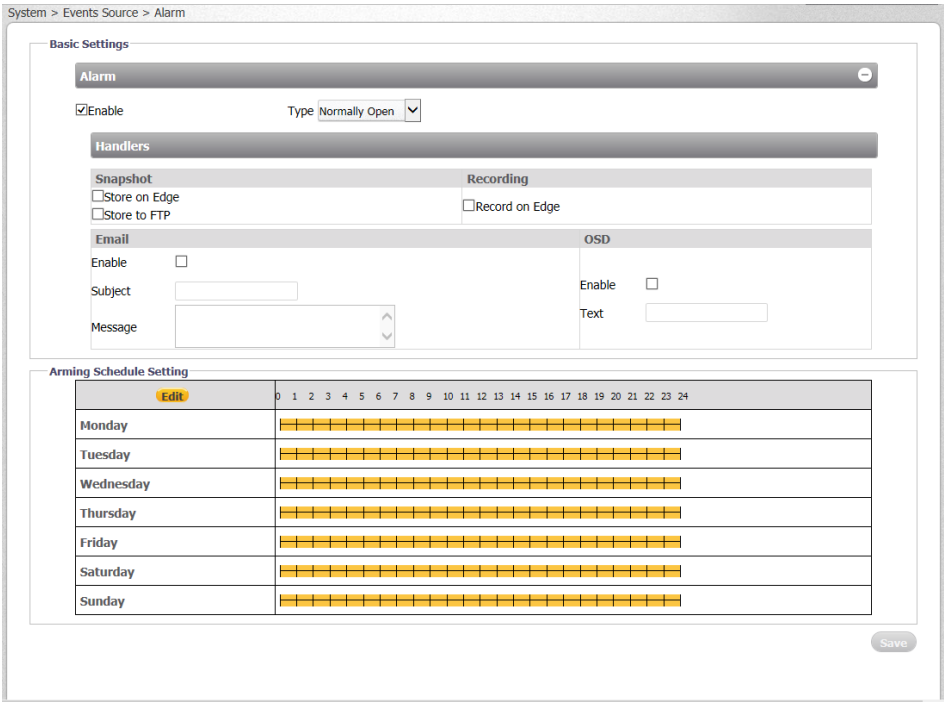 System > Events Source > Alarm
Basic Settings
Alarm
Enable Type Normally Open
Handlers
Snapshot Recording
Store on Edge
Store to FTP
Record on Edge
Email OSD
Enable
Subject
Message
Enable
Text
Arming Schedule Setting
Edit 0 1 2 3 4 5 6 7 8 9 10 11 12 13 14 15 16 17 18 19 20 21 22 23 24
Monday
Tuesday
Wednesday
Thursday
Friday
Saturday
Sunday
Save